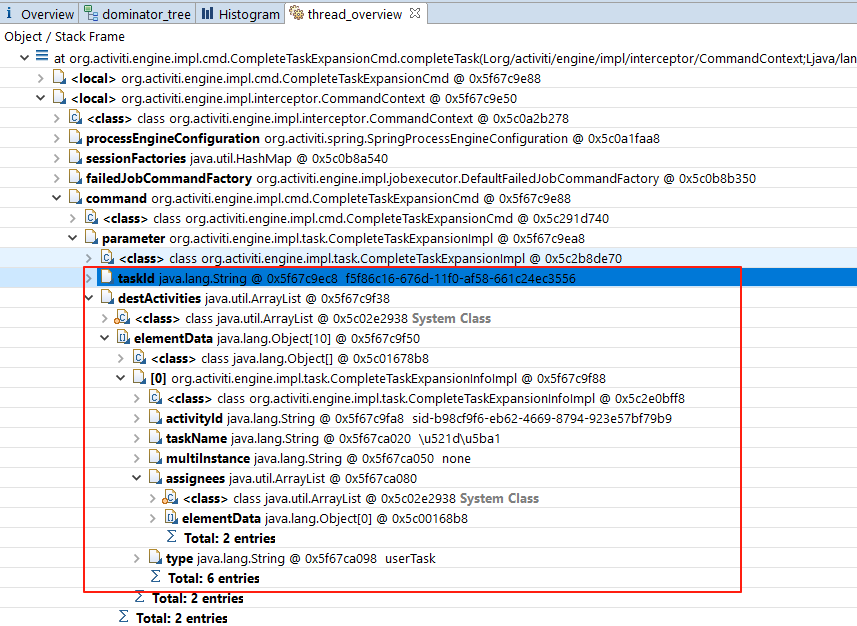 Overview dominator_tree Histogram thread_overview
Object / Stack Frame
at org.activiti.engine.impl.cmd.CompleteTaskExpansionCmd.completeTask(Lorg/activiti/engine/impl/interceptor/CommandContext;Ljava/lan
<local> org.activiti.engine.impl.cmd.CompleteTaskExpansionCmd @ 0x5f67c9e88
<local> org.activiti.engine.impl.interceptor.CommandContext @ 0x5f67c9e50
<class> class org.activiti.engine.impl.interceptor.CommandContext @ 0x5c0a2b278
processEngineConfiguration org.activiti.spring.SpringProcessEngineConfiguration @ 0x5c0a1faa8
sessionFactories java.util.HashMap @ 0x5c0b8a540
failedJobCommandFactory org.activiti.engine.impl.jobexecutor.DefaultFailedJobCommandFactory @ 0x5c0b8b350
command org.activiti.engine.impl.cmd.CompleteTaskExpansionCmd @ 0x5f67c9e88
<class> class org.activiti.engine.impl.cmd.CompleteTaskExpansionCmd @ 0x5c291d740
parameter org.activiti.engine.impl.task.CompleteTaskExpansionImpl @ 0x5f67c9ea8
<class> class org.activiti.engine.impl.task.CompleteTaskExpansionImpl @ 0x5c2b8de70
taskId java.lang.String @ 0x5f67c9ec8 f5f86c16-676d-11f0-af58-661c24ec3556
destActivities java.util.ArrayList @ 0x5f67c9f38
<class> class java.util.ArrayList @ 0x5c02e2938 System Class
elementData java.lang.Object[10] @ 0x5f67c9f50
<class> class java.lang.Object[] @ 0x5c01678b8
[0] org.activiti.engine.impl.task.CompleteTaskExpansionInfoImpl @ 0x5f67c9f88
<class> class org.activiti.engine.impl.task.CompleteTaskExpansionInfoImpl @ 0x5c2e0bff8
activityId java.lang.String @ 0x5f67c9fa8 sid-b98cf9f6-eb62-4669-8794-923e57bf79b9
taskName java.lang.String @ 0x5f67ca020 \u521d\u5ba1
multiInstance java.lang.String @ 0x5f67ca050 none
assignees java.util.ArrayList @ 0x5f67ca080
<class> class java.util.ArrayList @ 0x5c02e2938 System Class
elementData java.lang.Object[0] @ 0x5c00168b8
Σ Total: 2 entries
type java.lang.String @ 0x5f67ca098 userTask
Σ Total: 6 entries
Σ Total: 2 entries
Σ Total: 2 entries